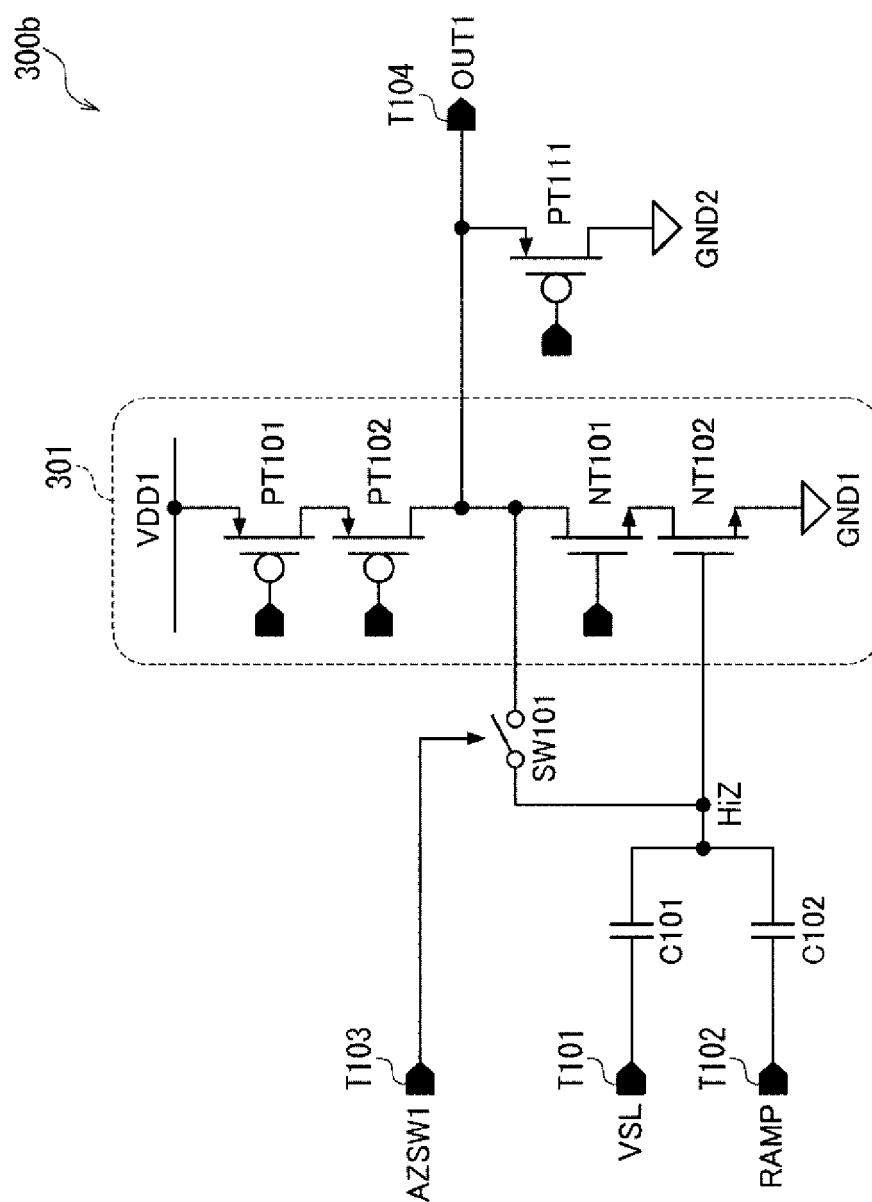 300b
301
VDD1
PT101
PT102
T104
OUT1
PT111
GND2
NT101
NT102
GND1
SW101
HiZ
T103
AZSW1
T101
VSL
C101
T102
RAMP
C102